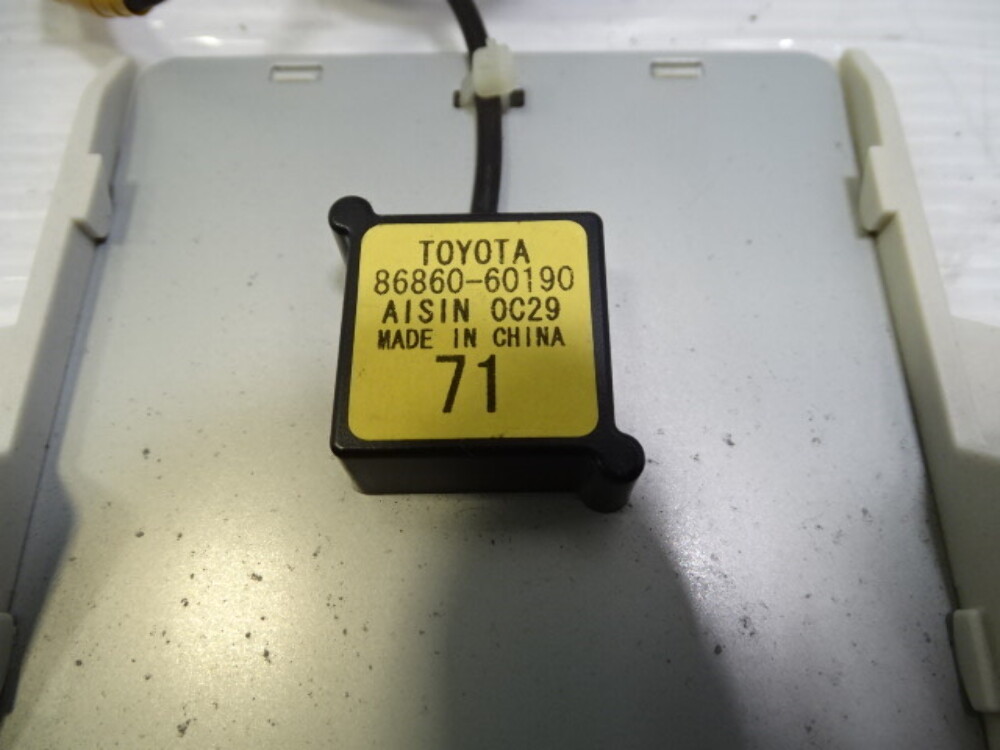 TOYOTA
86860-60190
AISIN 0C29
MADE IN CHINA
71